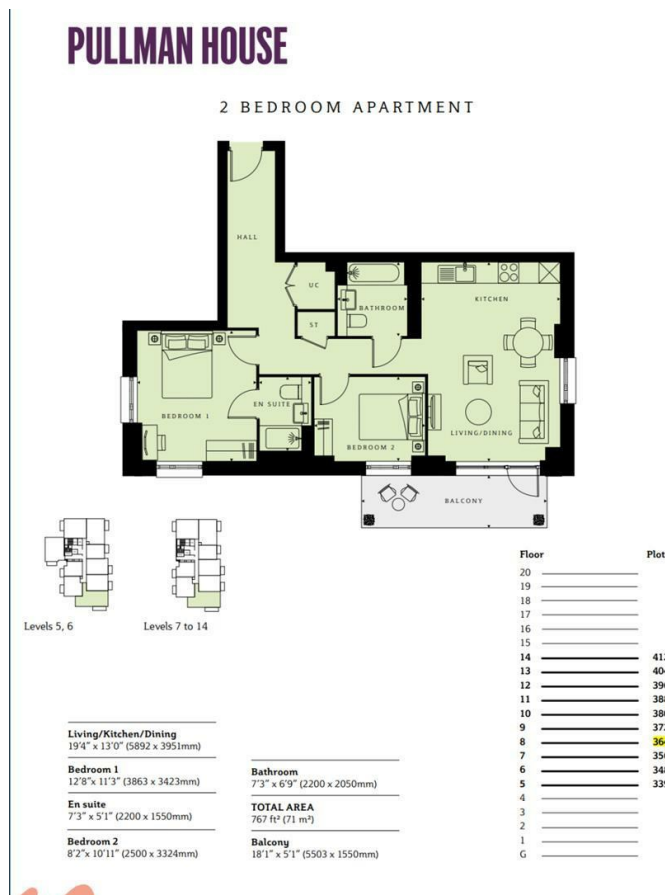 PULLMAN HOUSE
2 BEDROOM APARTMENT
HALL
UC
BATHROOM
KITCHEN
ST
BEDROOM 1
EN SUITE
BEDROOM 2
LIVING/DINING
BALCONY
Levels 5, 6
Levels 7 to 14
Floor Plot
20
19
18
17
16
15
14
13
12
11
10
9
8
7
6
5
4
3
2
1
G
Living/Kitchen/Dining
19'4" x 13'0" (5892 x 3951mm)
Bedroom 1
12'8"x 11'3" (3863 x 3423mm)
En suite
7'3" x 5'1" (2200 x 1550mm)
Bedroom 2
8'2"x 10'11" (2500 x 3324mm)
Bathroom
7'3" x 6'9" (2200 x 2050mm)
TOTAL AREA
767 ft² (71 m²)
Balcony
18'1" x 5'1" (5503 x 1550mm)